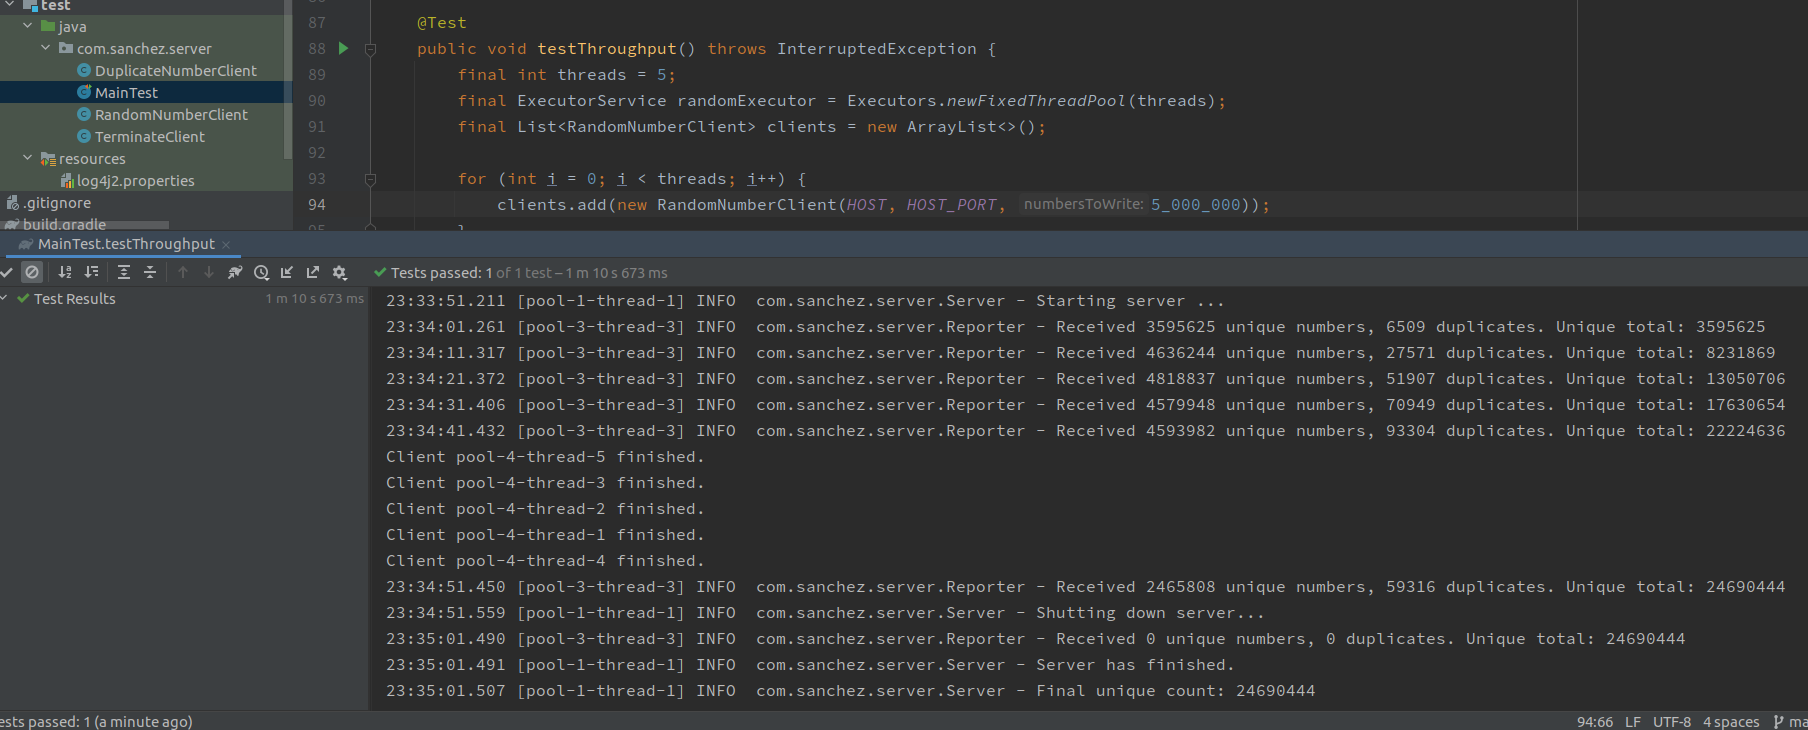 test
java
com.sanchez.server
DuplicateNumberClient
MainTest
RandomNumberClient
TerminateClient
resources
log4j2.properties
.gitignore
build.gradle
87 @Test
88 public void testThroughput() throws InterruptedException {
89 final int threads = 5;
90 final ExecutorService randomExecutor = Executors.newFixedThreadPool(threads);
91 final List<RandomNumberClient> clients = new ArrayList<>();
92
93 for (int i = 0; i < threads; i++) {
94 clients.add(new RandomNumberClient(HOST, HOST_PORT, numbersToWrite: 5_000_000));
95 }
MainTest.testThroughput ×
Tests passed: 1 of 1 test – 1 m 10 s 673 ms
Test Results 1 m 10 s 673 ms
23:33:51.211 [pool-1-thread-1] INFO com.sanchez.server.Server - Starting server ...
23:34:01.261 [pool-3-thread-3] INFO com.sanchez.server.Reporter - Received 3595625 unique numbers, 6509 duplicates. Unique total: 3595625
23:34:11.317 [pool-3-thread-3] INFO com.sanchez.server.Reporter - Received 4636244 unique numbers, 27571 duplicates. Unique total: 8231869
23:34:21.372 [pool-3-thread-3] INFO com.sanchez.server.Reporter - Received 4818837 unique numbers, 51907 duplicates. Unique total: 13050706
23:34:31.406 [pool-3-thread-3] INFO com.sanchez.server.Reporter - Received 4579948 unique numbers, 70949 duplicates. Unique total: 17630654
23:34:41.432 [pool-3-thread-3] INFO com.sanchez.server.Reporter - Received 4593982 unique numbers, 93304 duplicates. Unique total: 22224636
Client pool-4-thread-5 finished.
Client pool-4-thread-3 finished.
Client pool-4-thread-2 finished.
Client pool-4-thread-1 finished.
Client pool-4-thread-4 finished.
23:34:51.450 [pool-3-thread-3] INFO com.sanchez.server.Reporter - Received 2465808 unique numbers, 59316 duplicates. Unique total: 24690444
23:34:51.559 [pool-1-thread-1] INFO com.sanchez.server.Server - Shutting down server...
23:35:01.490 [pool-3-thread-3] INFO com.sanchez.server.Reporter - Received 0 unique numbers, 0 duplicates. Unique total: 24690444
23:35:01.491 [pool-1-thread-1] INFO com.sanchez.server.Server - Server has finished.
23:35:01.507 [pool-1-thread-1] INFO com.sanchez.server.Server - Final unique count: 24690444
ests passed: 1 (a minute ago)
94:66 LF UTF-8 4 spaces ma